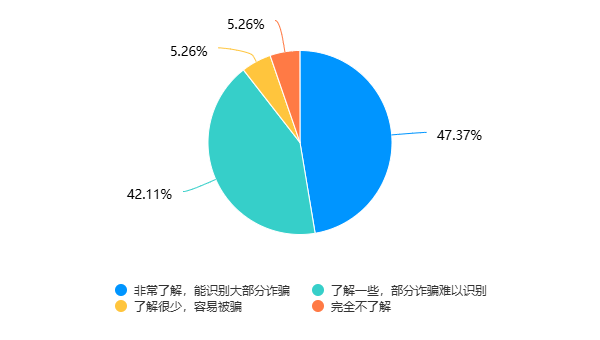 5.26%
5.26%
47.37%
42.11%
非常了解，能识别大部分诈骗
了解一些，部分诈骗难以识别
了解很少，容易被骗
完全不了解